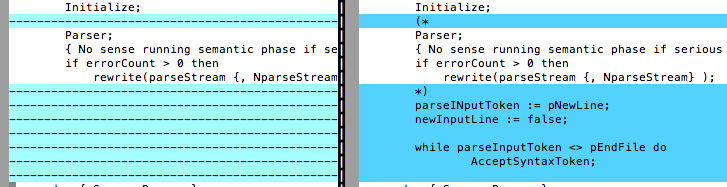 Initialize;
Parser;
{ No sense running semantic phase if se
if errorCount > 0 then
rewrite(parseStream {, NparseStream
Initialize;
(*
Parser;
{ No sense running semantic phase if serious
if errorCount > 0 then
rewrite(parseStream {, NparseStream} );
*)
parseINputToken := pNewLine;
newInputLine := false;
while parseInputToken <> pEndFile do
AcceptSyntaxToken;